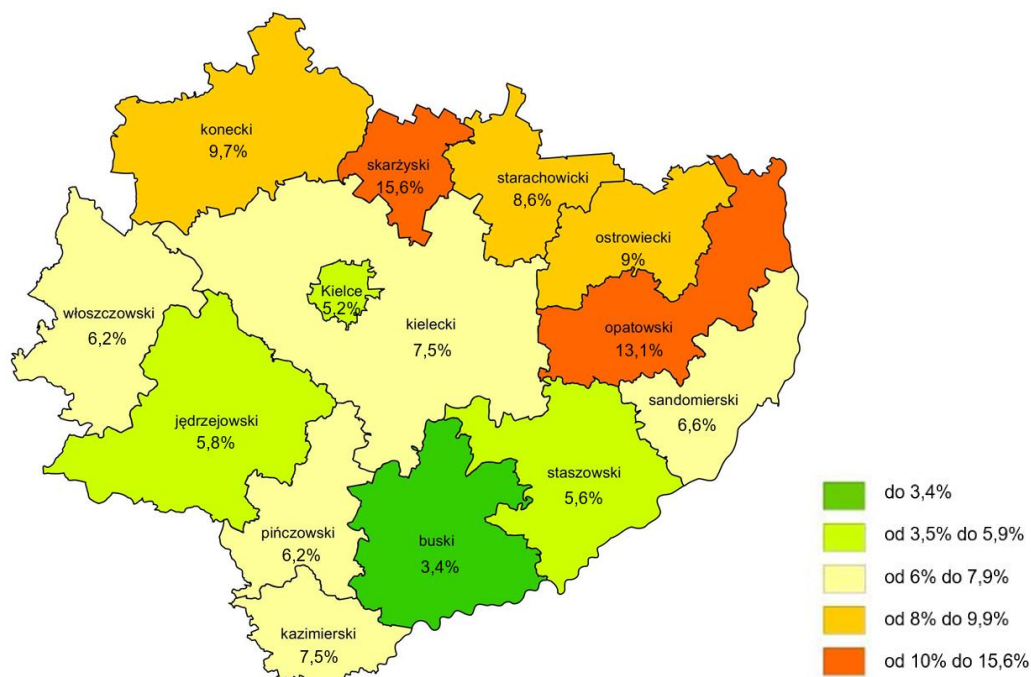 konecki
9,7%
skarżyski
15,6%
starachowicki
8,6%
ostrowiecki
9%
włoszczowski
6,2%
Kielce
5,2%
kielecki
7,5%
opatowski
13,1%
jędrzejowski
5,8%
sandomierski
6,6%
staszowski
5,6%
pińczowski
6,2%
buski
3,4%
kazimierski
7,5%
do 3,4%
od 3,5% do 5,9%
od 6% do 7,9%
od 8% do 9,9%
od 10% do 15,6%